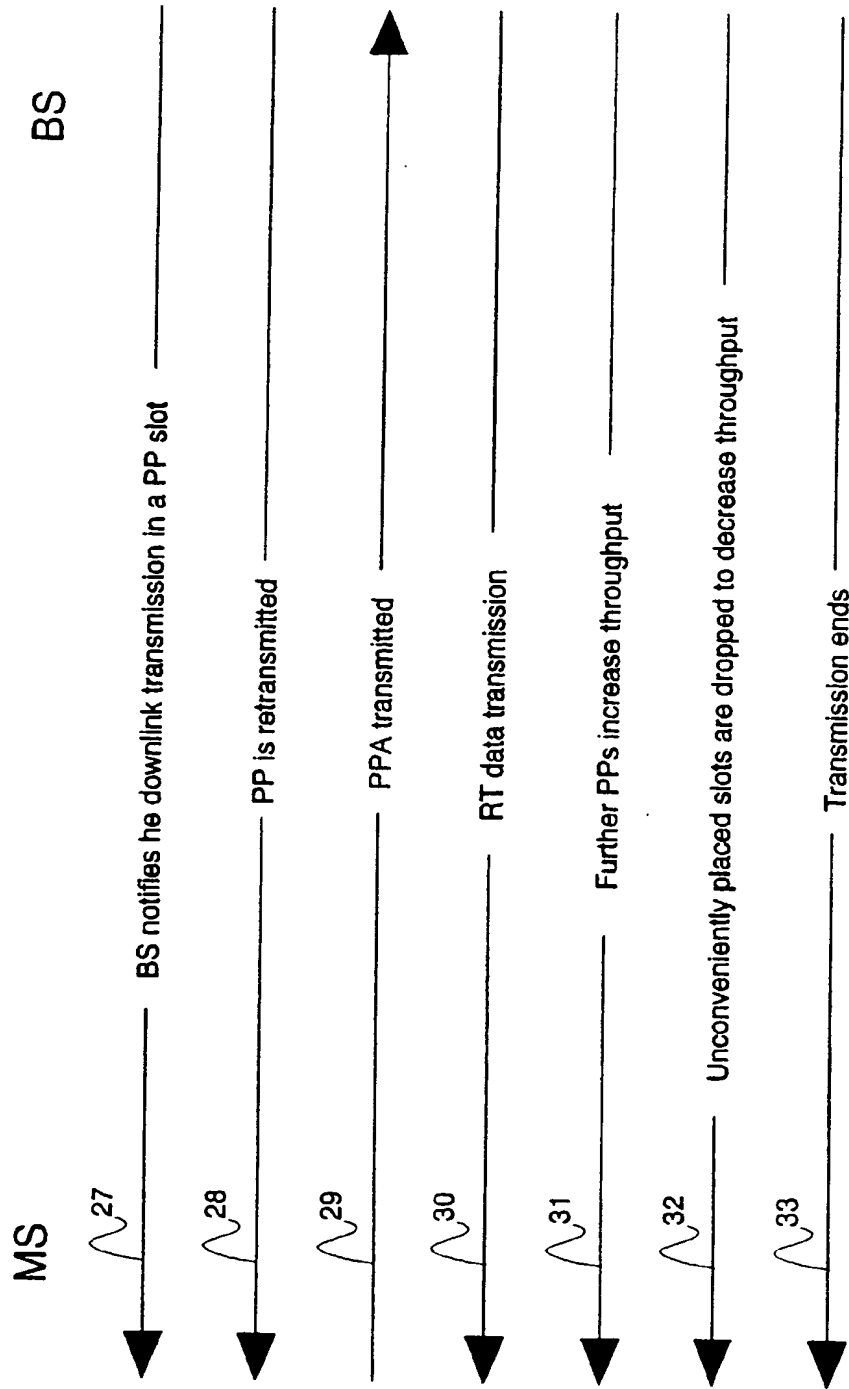 MS
BS
27
BS notifies he downlink transmission in a PP slot
28
PP is retransmitted
29
PPA transmitted
30
RT data transmission
31
Further PPs increase throughput
32
Unconveniently placed slots are dropped to decrease throughput
33
Transmission ends